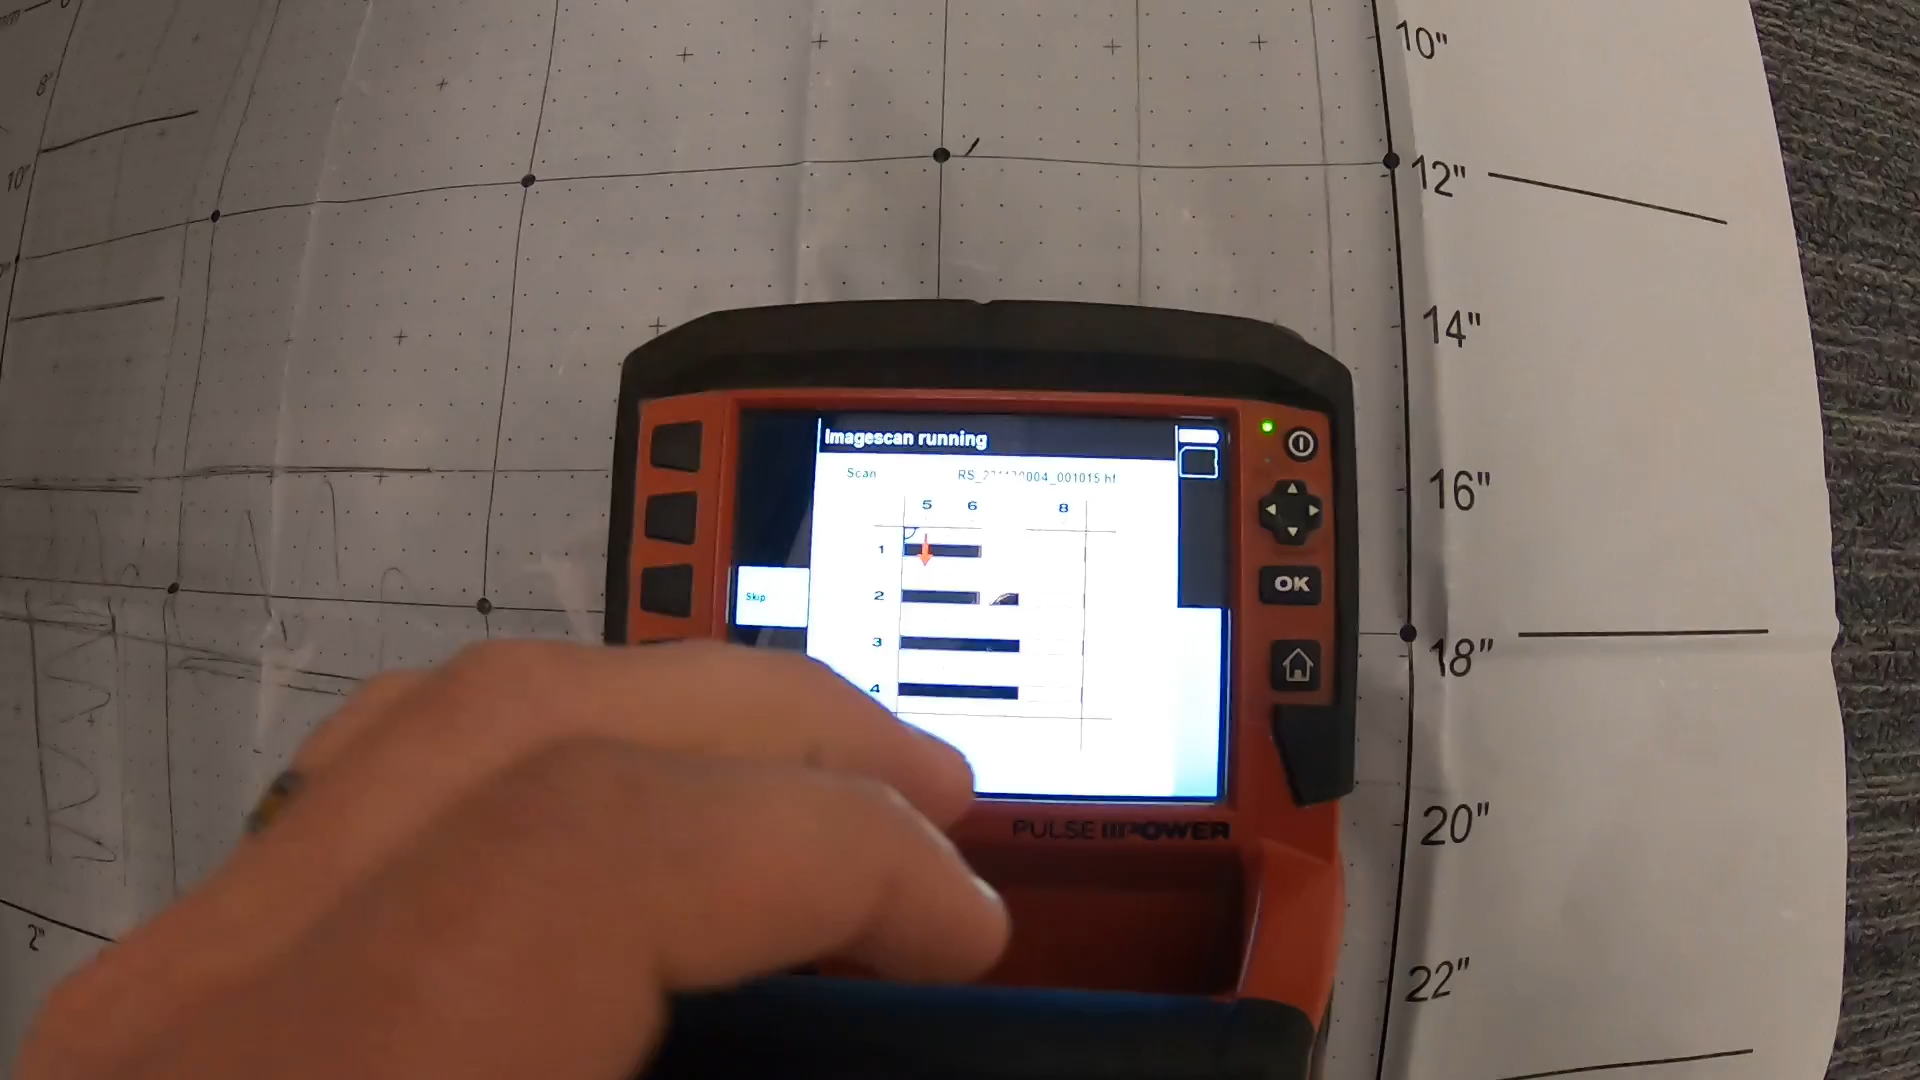 8"
10"
10"
12"
14"
16"
18"
20"
22"
2"
Imagescan running
Scan
5 6 8
1
2
3
4
Skip
OK
PULSE POWER